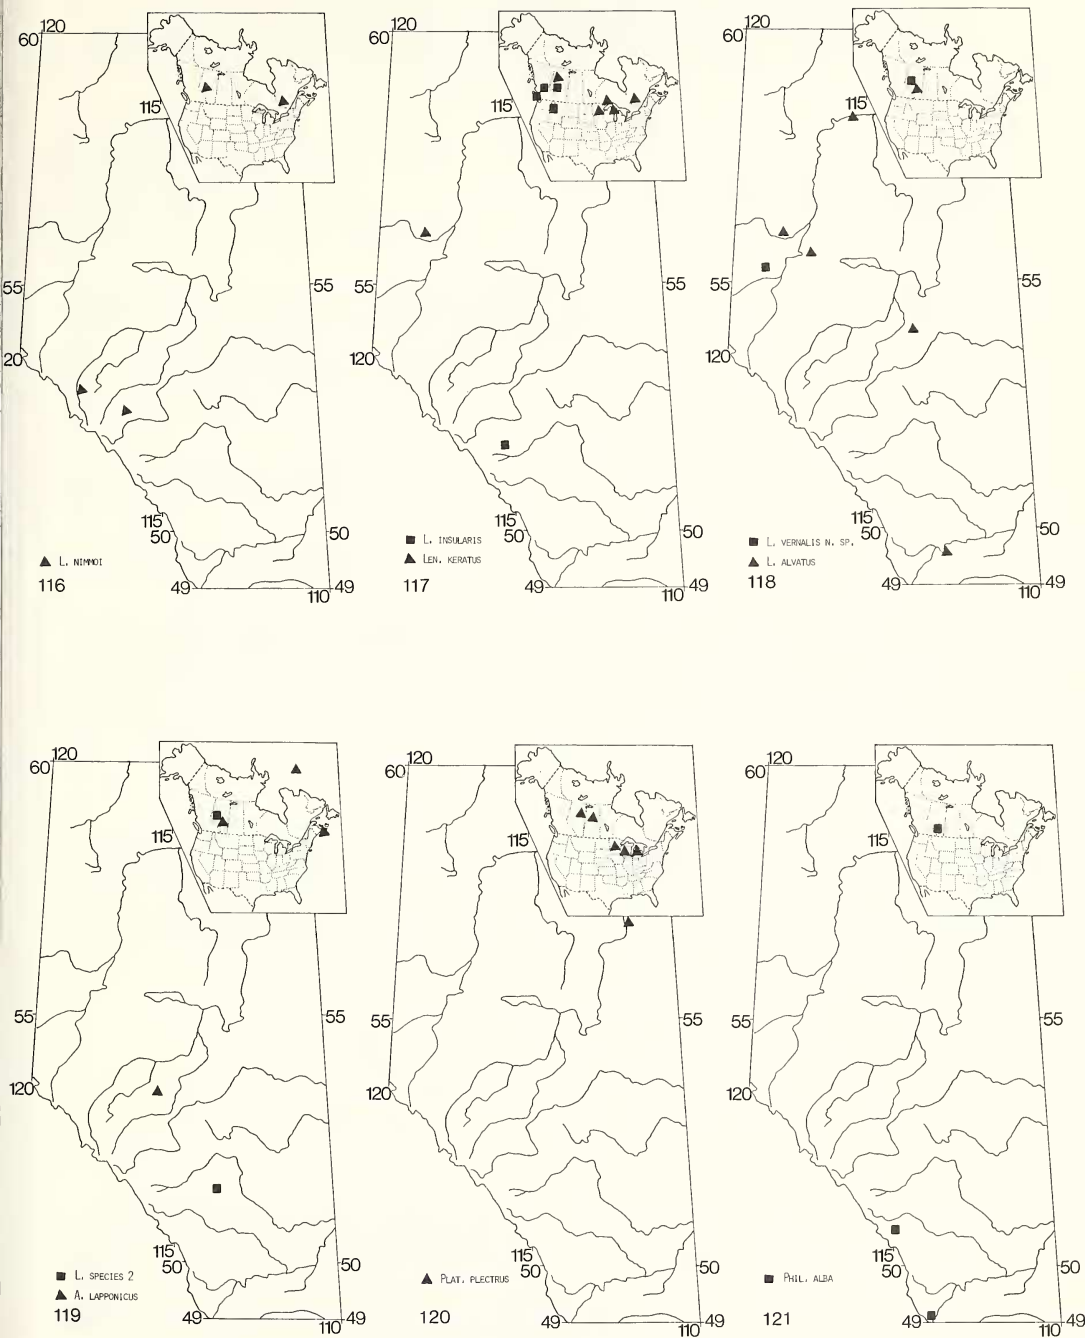 60 120
115
55 55
20
115
50 50
▲ L. NIMMOI
116
49 110 49
60 120
115
55 55
120
115
50 50
■ L. INSULARIS
▲ LEN. KERATUS
117
49 110 49
60 120
115
55 55
120
115
50 50
■ L. VERNALIS N. SP.
▲ L. ALVATUS
118
49 110 49
60 120
115
55 55
120
115
50 50
■ L. SPECIES 2
▲ A. LAPPONICUS
119
49 110 49
60 120
115
55 55
120
115
50 50
▲ PLAT. PLECTRUS
120
49 110 49
60 120
115
55 55
120
115
50 50
■ PHIL. ALBA
121
49 110 49